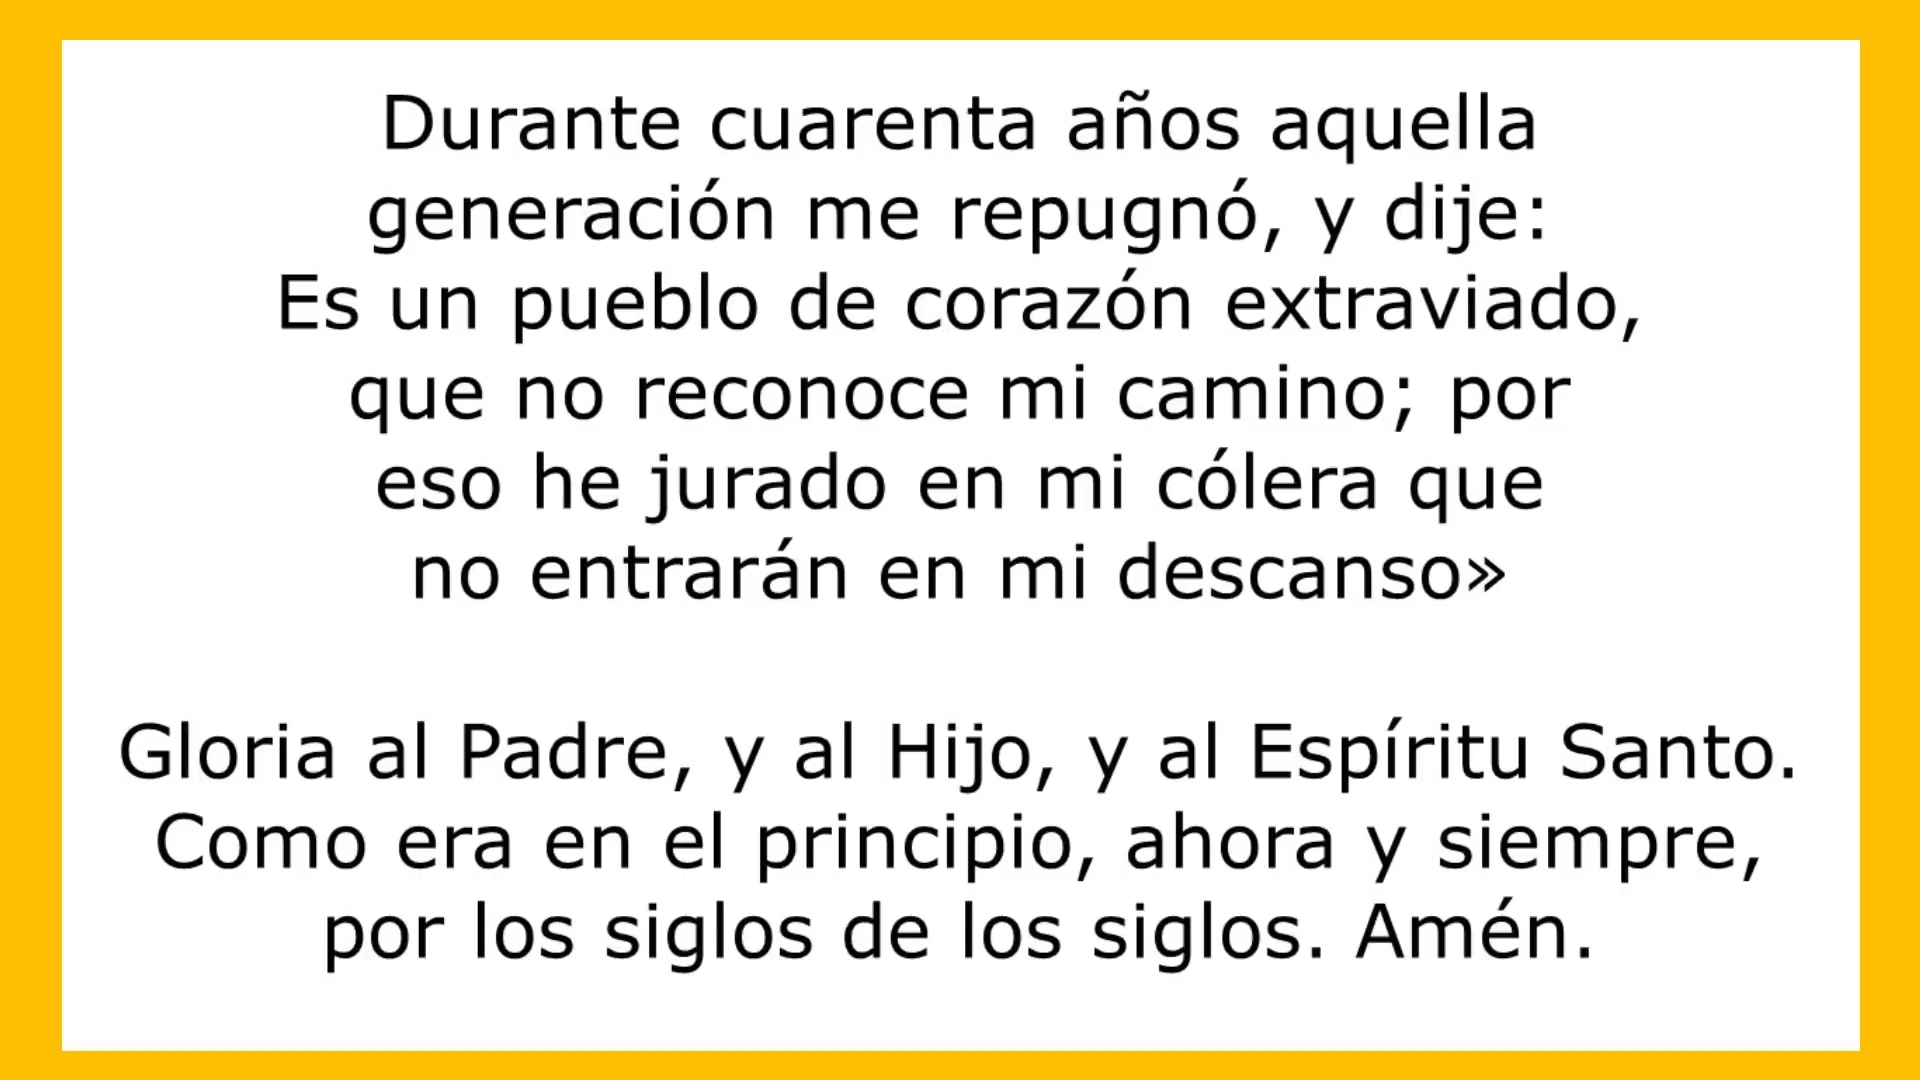 Durante cuarenta años aquella
generación me repugnó, y dije:
Es un pueblo de corazón extraviado,
que no reconoce mi camino; por
eso he jurado en mi cólera que
no entrarán en mi descanso»
Gloria al Padre, y al Hijo, y al Espíritu Santo.
Como era en el principio, ahora y siempre,
por los siglos de los siglos. Amén.